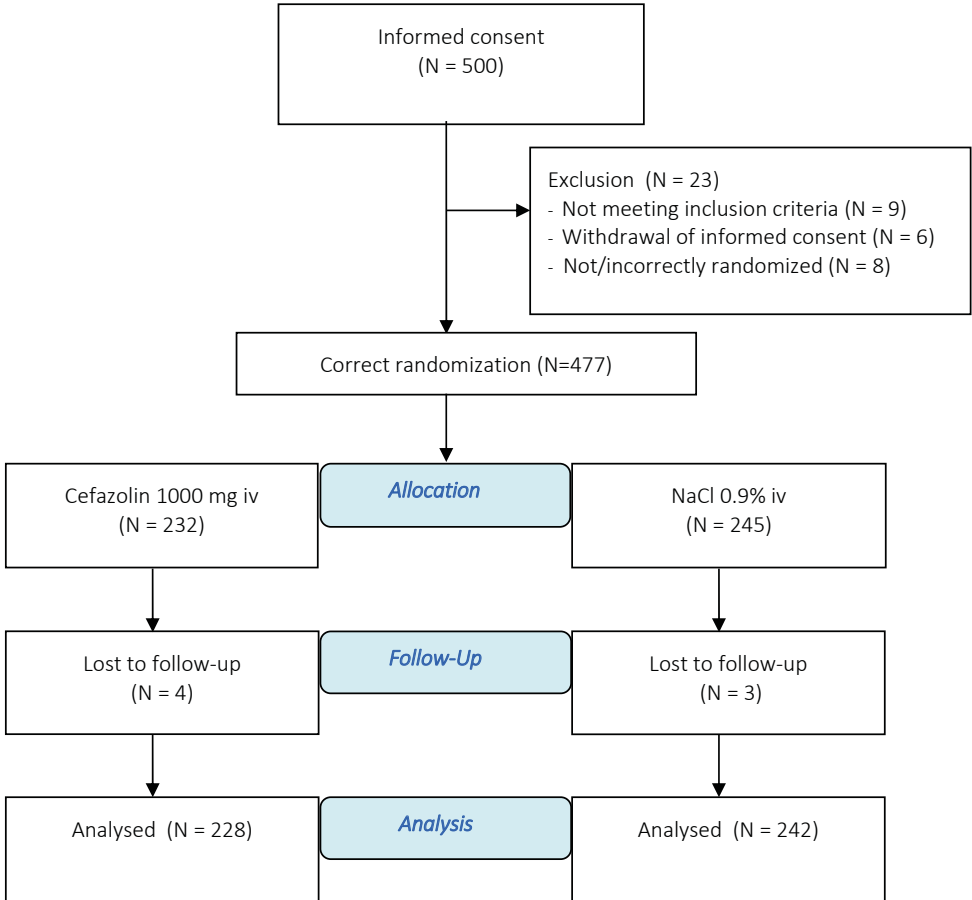 Informed consent
(N = 500)
Exclusion  (N = 23)
- Not meeting inclusion criteria (N = 9)
- Withdrawal of informed consent (N = 6)
- Not/incorrectly randomized (N = 8)
Correct randomization (N=477)
Cefazolin 1000 mg iv
(N = 232)
Allocation
NaCl 0.9% iv
(N = 245)
Lost to follow-up
(N = 4)
Follow-Up
Lost to follow-up
(N = 3)
Analysed  (N = 228)
Analysis
Analysed  (N = 242)